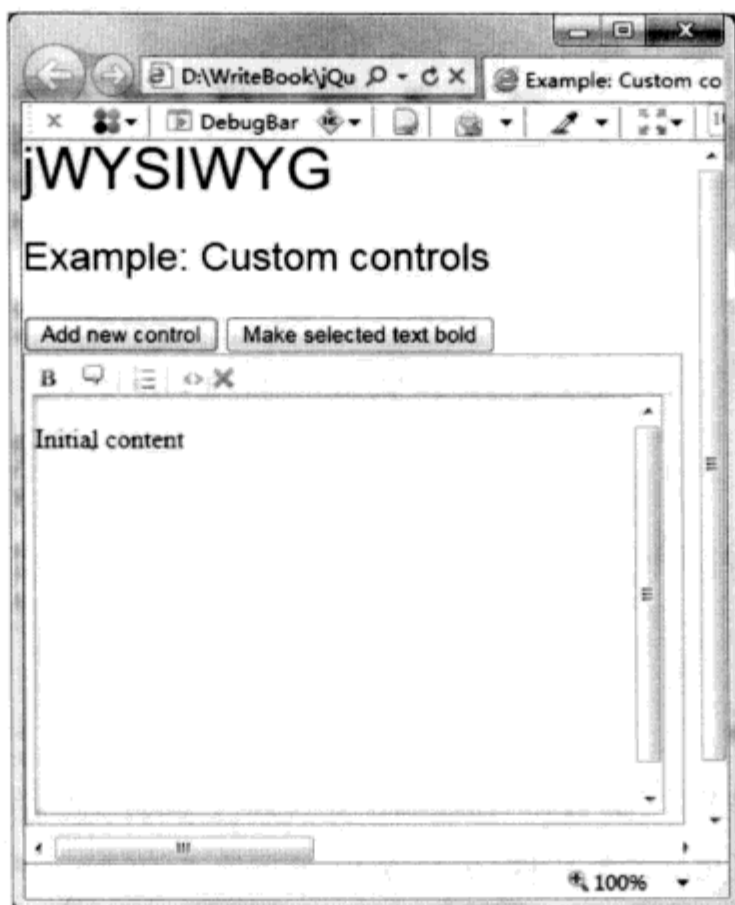 D:\WriteBook\jQu
Example: Custom co
DebugBar
jWYSIWYG
Example: Custom controls
Add new control Make selected text bold
B
Initial content
100%